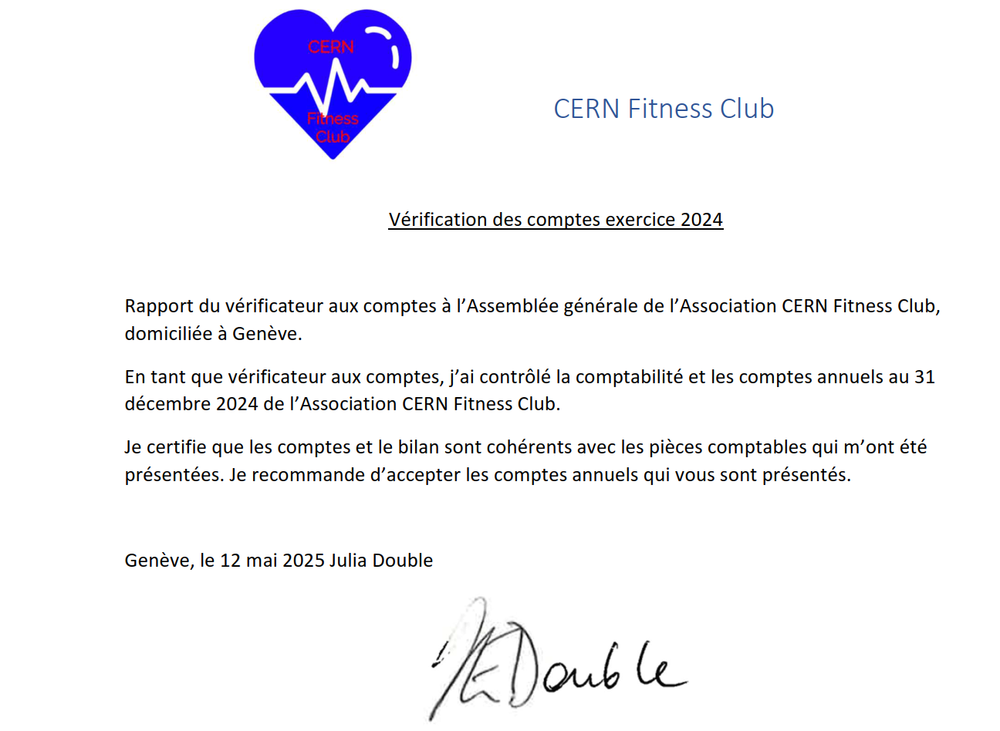 CERN
Fitness
Club
CERN Fitness Club
Vérification des comptes exercice 2024
Rapport du vérificateur aux comptes à l’Assemblée générale de l’Association CERN Fitness Club,
domiciliée à Genève.
En tant que vérificateur aux comptes, j’ai contrôlé la comptabilité et les comptes annuels au 31
décembre 2024 de l’Association CERN Fitness Club.
Je certifie que les comptes et le bilan sont cohérents avec les pièces comptables qui m’ont été
présentées. Je recommande d’accepter les comptes annuels qui vous sont présentés.
Genève, le 12 mai 2025 Julia Double
Double